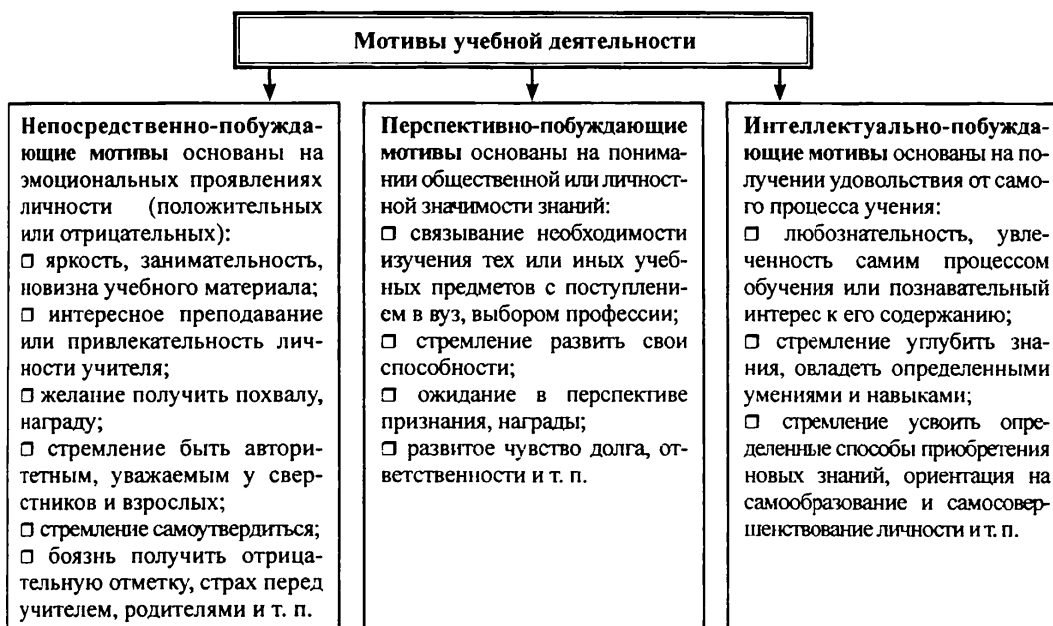 Мотивы учебной деятельности
Непосредственно-побужда-
ющие мотивы основаны на
эмоциональных проявлениях
личности (положительных
или отрицательных):
❒ яркость, занимательность,
новизна учебного материала;
❒ интересное преподавание
или привлекательность лич-
ности учителя;
❒ желание получить похвалу,
награду;
❒ стремление быть автори-
тетным, уважаемым у свер-
стников и взрослых;
❒ стремление самоутвердиться;
❒ боязнь получить отрица-
тельную отметку, страх перед
учителем, родителями и т. п.
Перспективно-побуждающие
мотивы основаны на понима-
нии общественной или личност-
ной значимости знаний:
❒ связывание необходимости
изучения тех или иных учеб-
ных предметов с поступлени-
ем в вуз, выбором профессии;
❒ стремление развить свои
способности;
❒ ожидание в перспективе
признания, награды;
❒ развитое чувство долга, от-
ветственности и т. п.
Интеллектуально-побужда-
ющие мотивы основаны на по-
лучении удовольствия от само-
го процесса учения:
❒ любознательность, увле-
ченность самим процессом
обучения или познавательный
интерес к его содержанию;
❒ стремление углубить зна-
ния, овладеть определенными
умениями и навыками;
❒ стремление усвоить опре-
деленные способы приобретения
новых знаний, ориентация на
самообразование и самосовер-
шенствование личности и т. п.